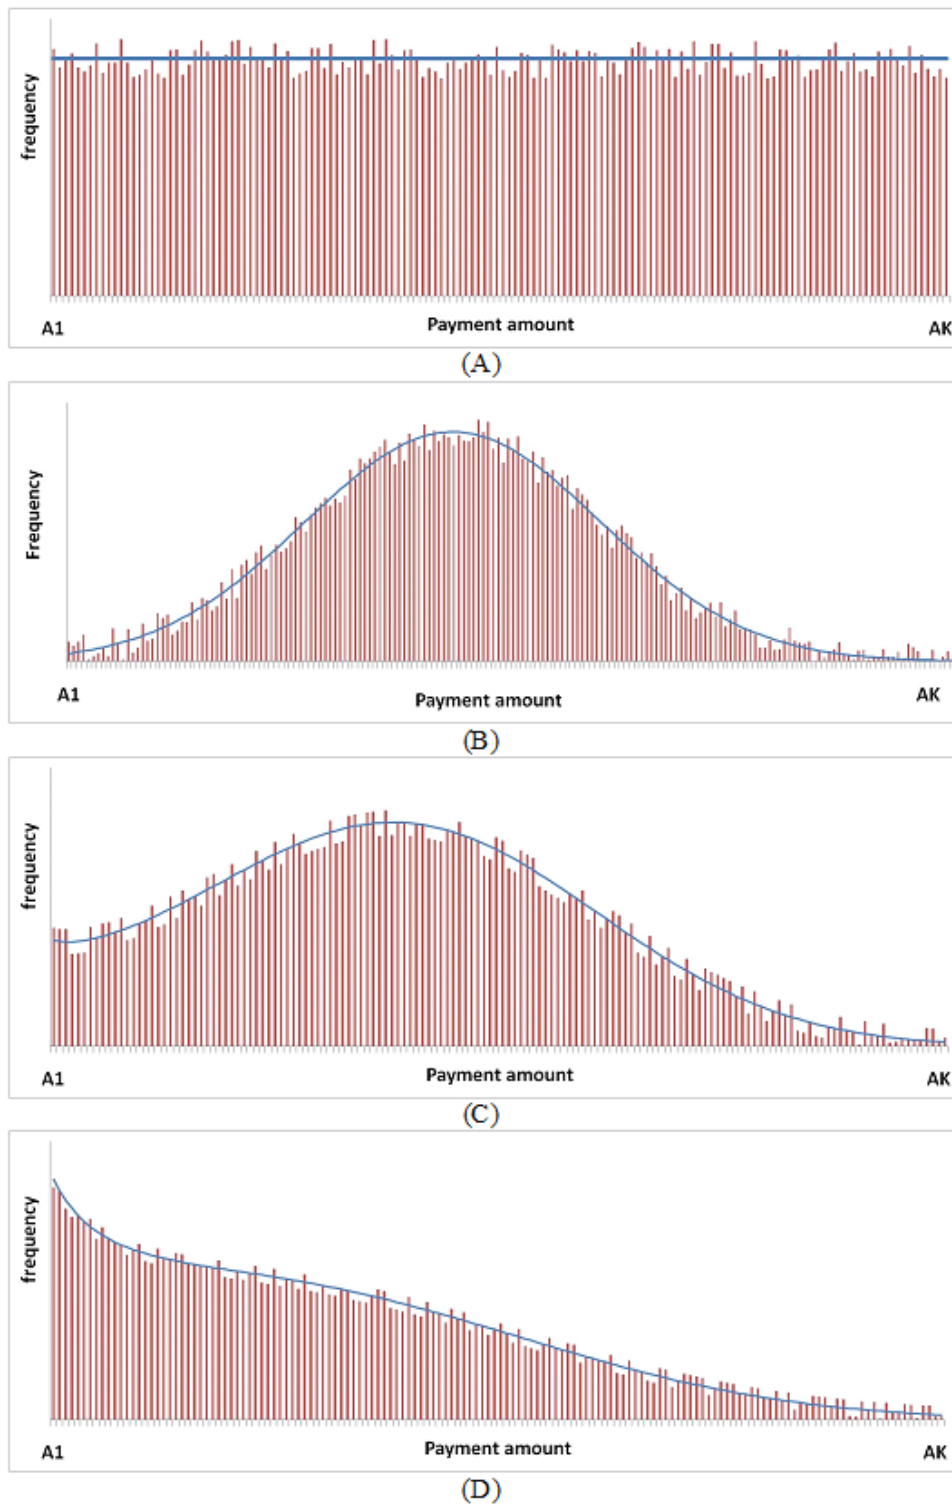 frequency
A1 Payment amount AK
(A)
Frequency
A1 Payment amount AK
(B)
frequency
A1 Payment amount AK
(C)
frequency
A1 Payment amount AK
(D)